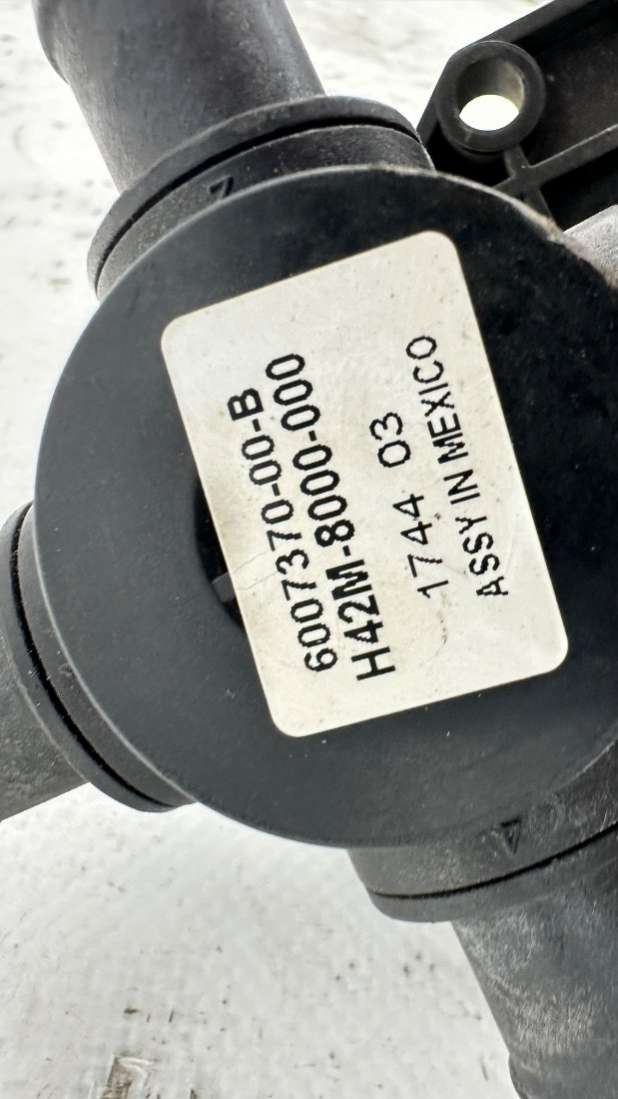 6007370-00-B
H42M-8000-000
1744 03
ASSY IN MEXICO